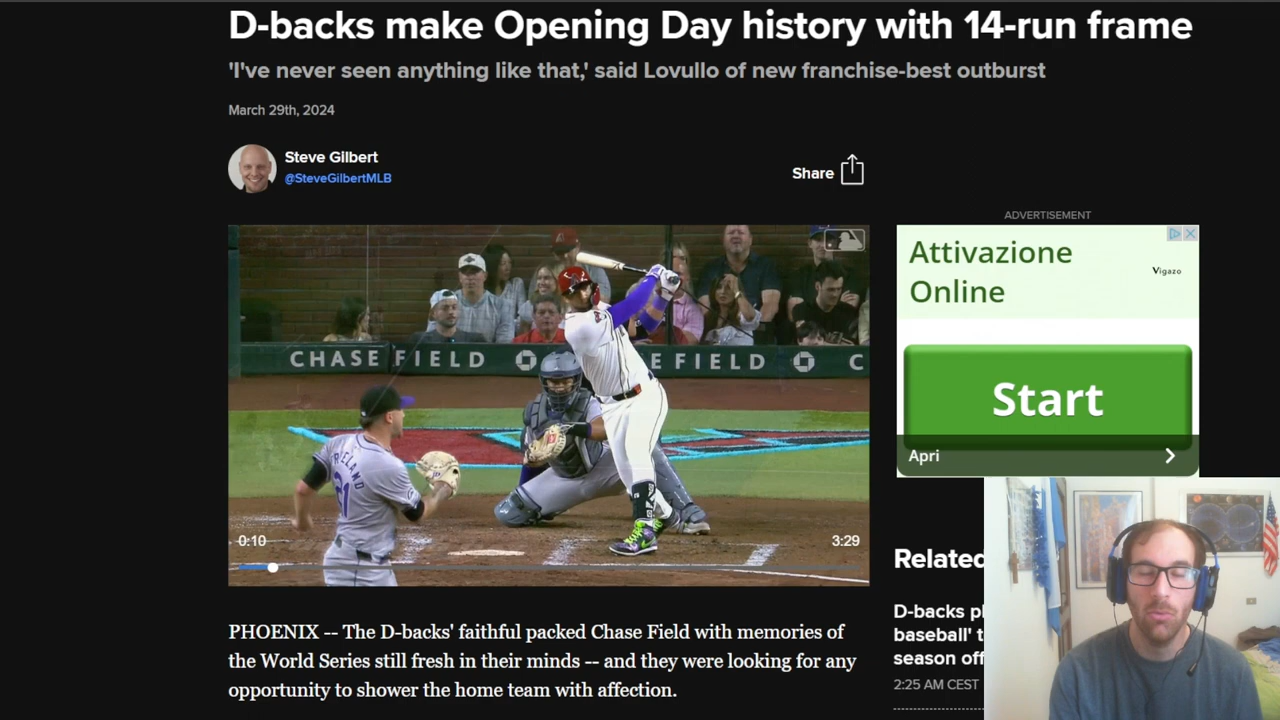 D-backs make Opening Day history with 14-run frame
'I've never seen anything like that,' said Lovullo of new franchise-best outburst
March 29th, 2024
Steve Gilbert
@SteveGilbertMLB
Share
ADVERTISEMENT
Attivazione
Online
Vigazo
Start
Apri
CHASE FIELD
E FIELD
C
21
0:10
3:29
PHOENIX -- The D-backs' faithful packed Chase Field with memories of
the World Series still fresh in their minds -- and they were looking for any
opportunity to shower the home team with affection.
Related
D-backs pl
baseball' t
season off
2:25 AM CEST